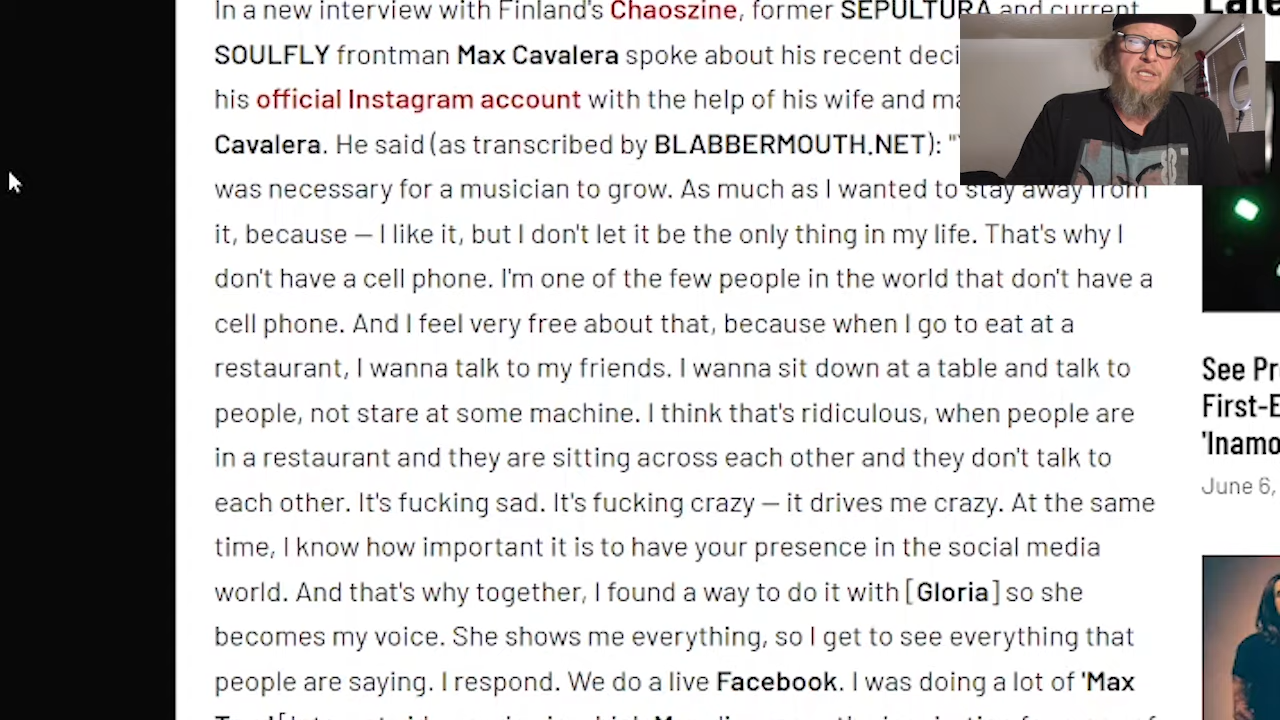 In a new interview with Finland's Chaoszine, former SEPULTURA and current
SOULFLY frontman Max Cavalera spoke about his recent deci
his official Instagram account with the help of his wife and ma
Cavalera. He said (as transcribed by BLABBERMOUTH.NET): "
was necessary for a musician to grow. As much as I wanted to stay away from
it, because — I like it, but I don't let it be the only thing in my life. That's why I
don't have a cell phone. I'm one of the few people in the world that don't have a
cell phone. And I feel very free about that, because when I go to eat at a
restaurant, I wanna talk to my friends. I wanna sit down at a table and talk to
people, not stare at some machine. I think that's ridiculous, when people are
in a restaurant and they are sitting across each other and they don't talk to
each other. It's fucking sad. It's fucking crazy — it drives me crazy. At the same
time, I know how important it is to have your presence in the social media
world. And that's why together, I found a way to do it with [Gloria] so she
becomes my voice. She shows me everything, so I get to see everything that
people are saying. I respond. We do a live Facebook. I was doing a lot of 'Max
See Pr
First-E
'Inamo
June 6,